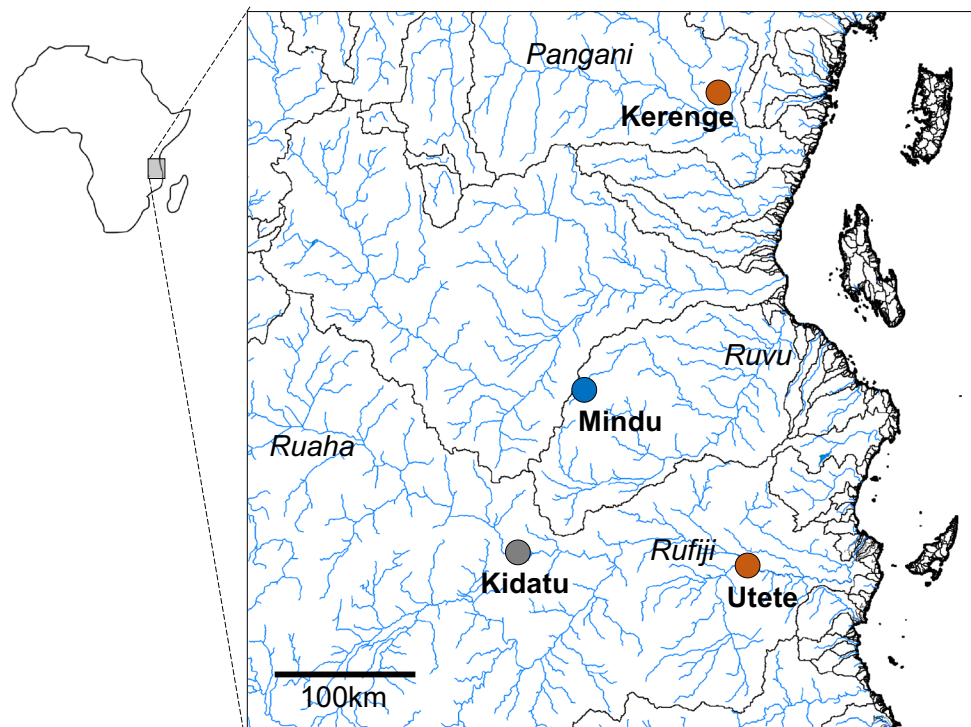 Pangani
Kerenge
Ruvu
Mindu
Ruaha
Rufiji
Kidatu
Utete
100km